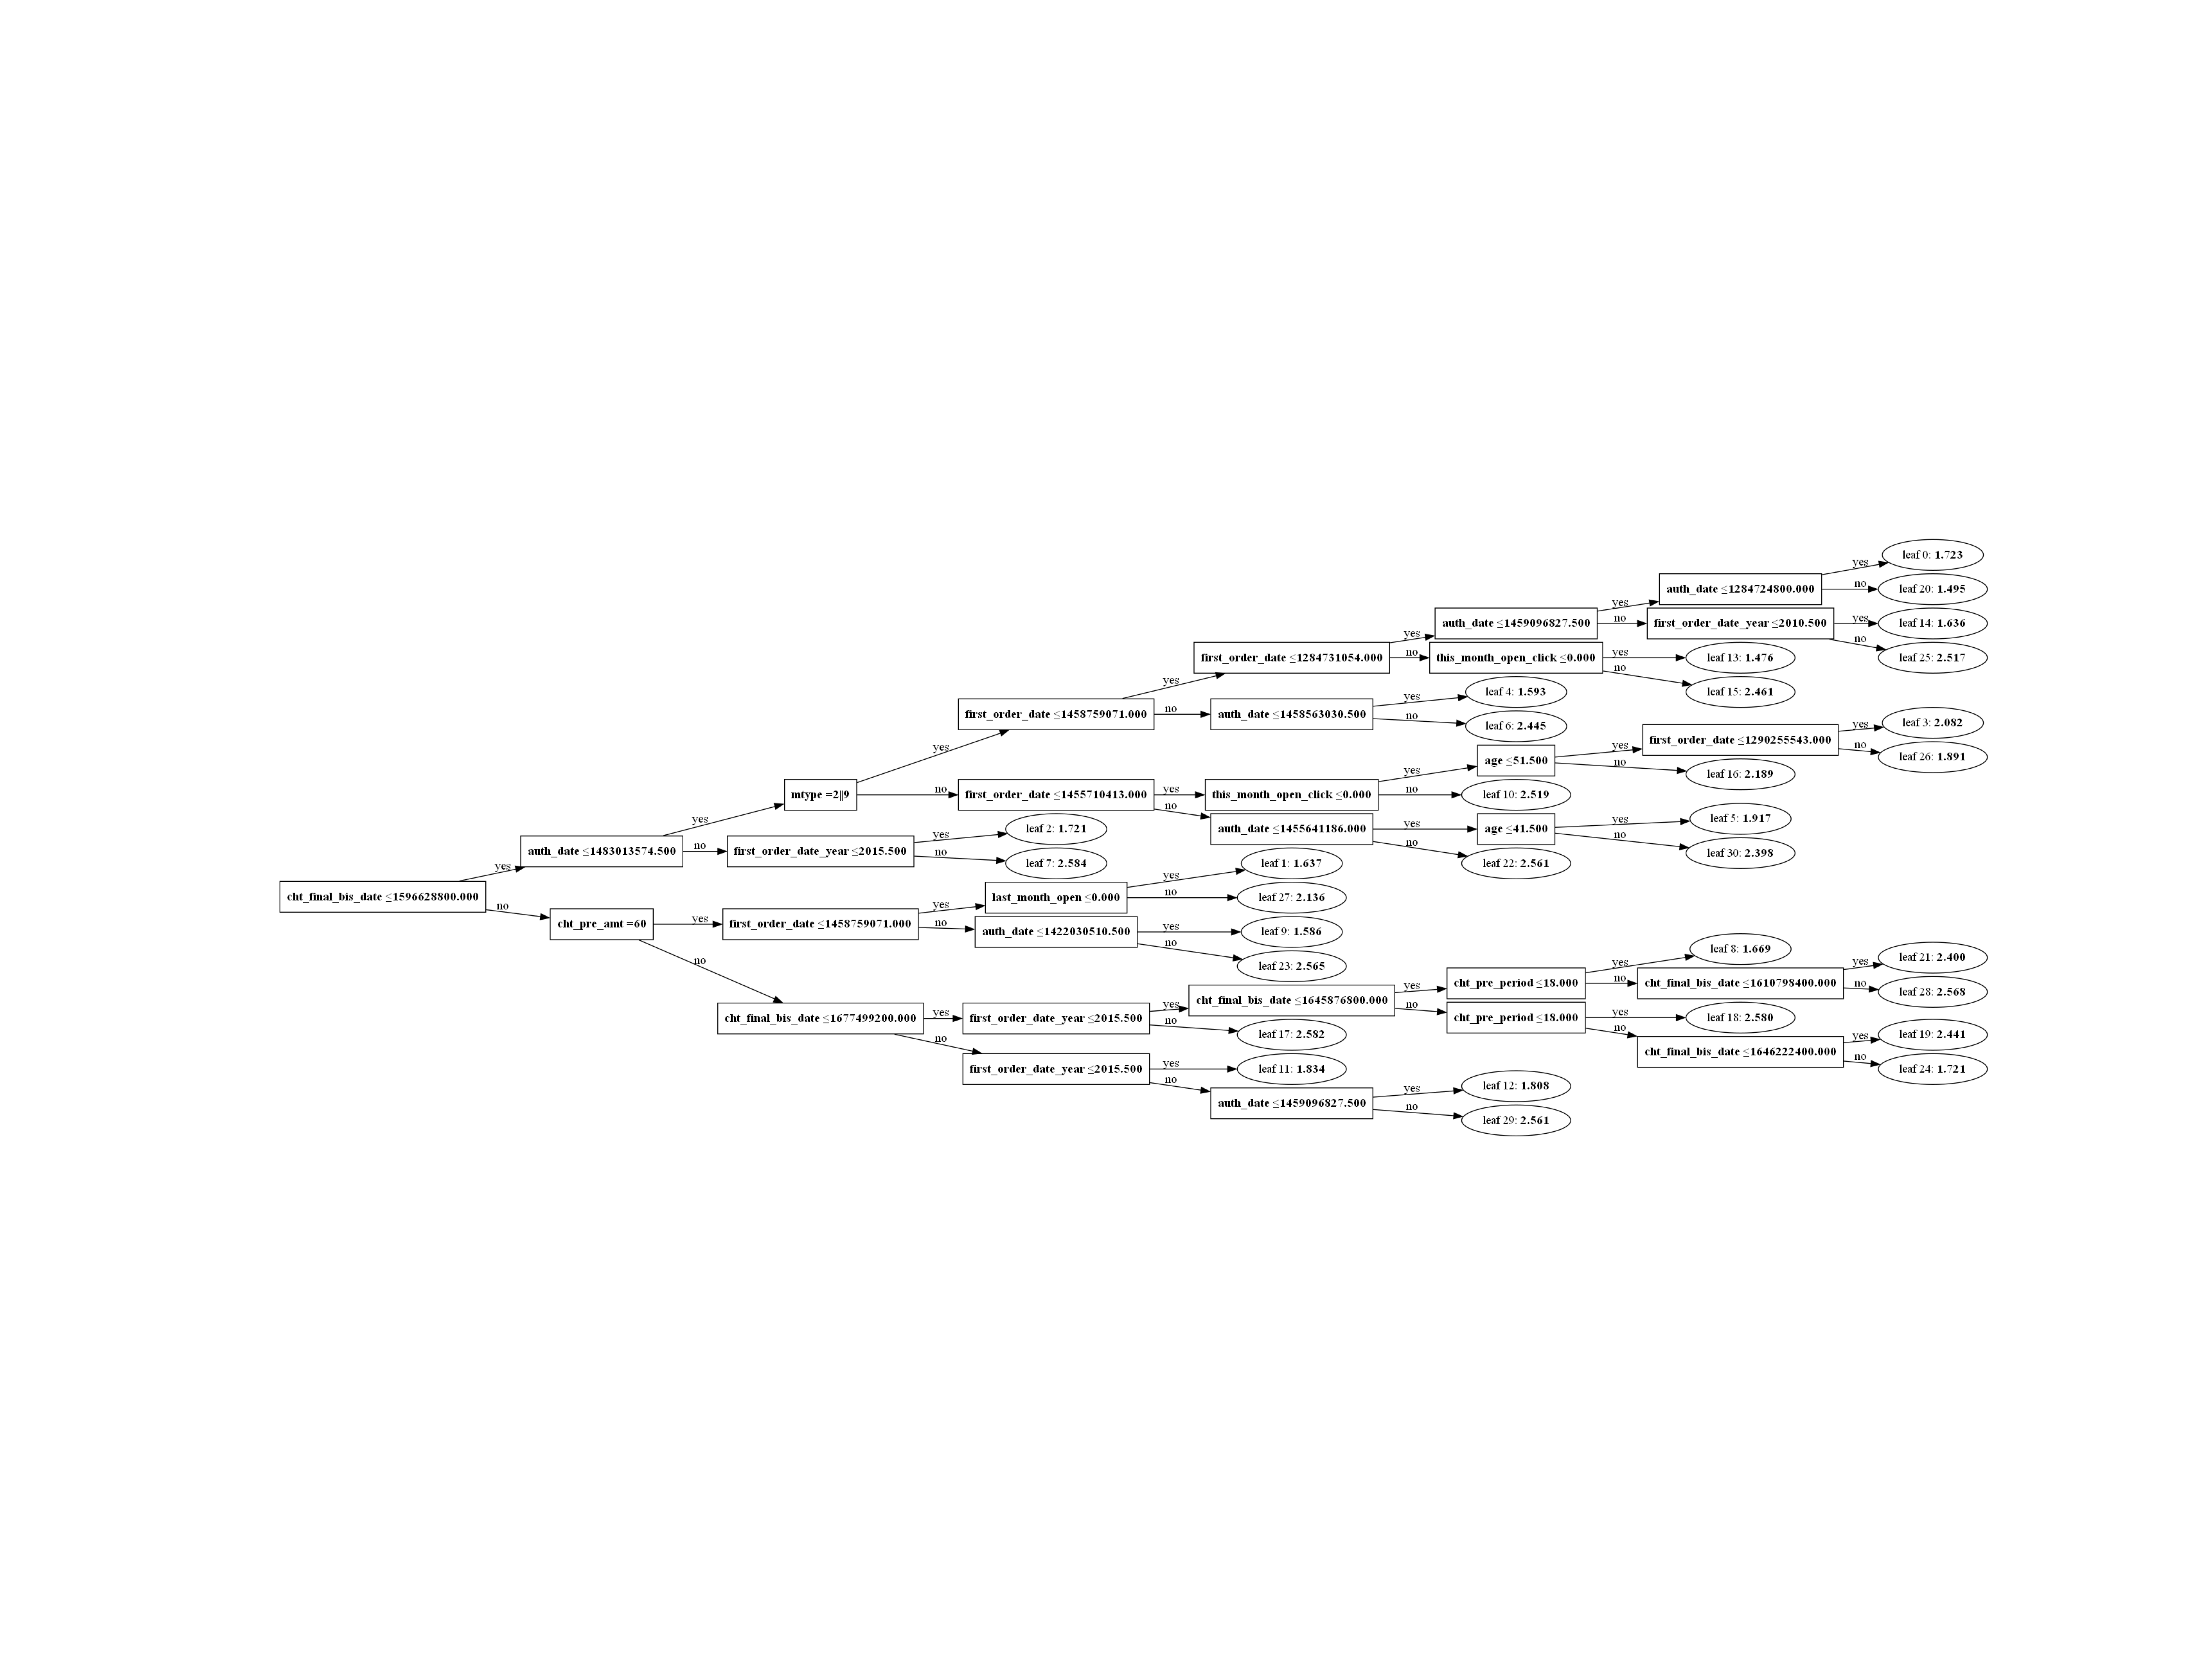 leaf 0: 1.723
yes
auth_date ≤1284724800.000
no
leaf 20: 1.495
yes
auth_date ≤1459096827.500
no
first_order_date_year ≤2010.500
yes
leaf 14: 1.636
no
leaf 25: 2.517
yes
first_order_date ≤1284731054.000
no
this_month_open_click ≤0.000
yes
leaf 13: 1.476
no
leaf 15: 2.461
yes
first_order_date ≤1458759071.000
no
auth_date ≤1458563030.500
yes
leaf 4: 1.593
no
leaf 6: 2.445
yes
mtype =2||9
no
first_order_date ≤1455710413.000
yes
this_month_open_click ≤0.000
yes
age ≤51.500
yes
first_order_date ≤1290255543.000
yes
leaf 3: 2.082
no
leaf 26: 1.891
no
leaf 16: 2.189
no
leaf 10: 2.519
no
auth_date ≤1455641186.000
yes
age ≤41.500
yes
leaf 5: 1.917
no
leaf 30: 2.398
no
leaf 22: 2.561
yes
auth_date ≤1483013574.500
no
first_order_date_year ≤2015.500
yes
leaf 2: 1.721
no
leaf 7: 2.584
yes
cht_final_bis_date ≤1596628800.000
no
cht_pre_amt =60
yes
first_order_date ≤1458759071.000
yes
last_month_open ≤0.000
yes
leaf 1: 1.637
no
leaf 27: 2.136
no
auth_date ≤1422030510.500
yes
leaf 9: 1.586
no
leaf 23: 2.565
no
cht_final_bis_date ≤1677499200.000
yes
first_order_date_year ≤2015.500
yes
cht_final_bis_date ≤1645876800.000
yes
cht_pre_period ≤18.000
yes
leaf 8: 1.669
no
cht_final_bis_date ≤1610798400.000
yes
leaf 21: 2.400
no
leaf 28: 2.568
no
cht_pre_period ≤18.000
yes
leaf 18: 2.580
no
cht_final_bis_date ≤1646222400.000
yes
leaf 19: 2.441
no
leaf 24: 1.721
no
leaf 17: 2.582
no
first_order_date_year ≤2015.500
yes
leaf 11: 1.834
no
auth_date ≤1459096827.500
yes
leaf 12: 1.808
no
leaf 29: 2.561